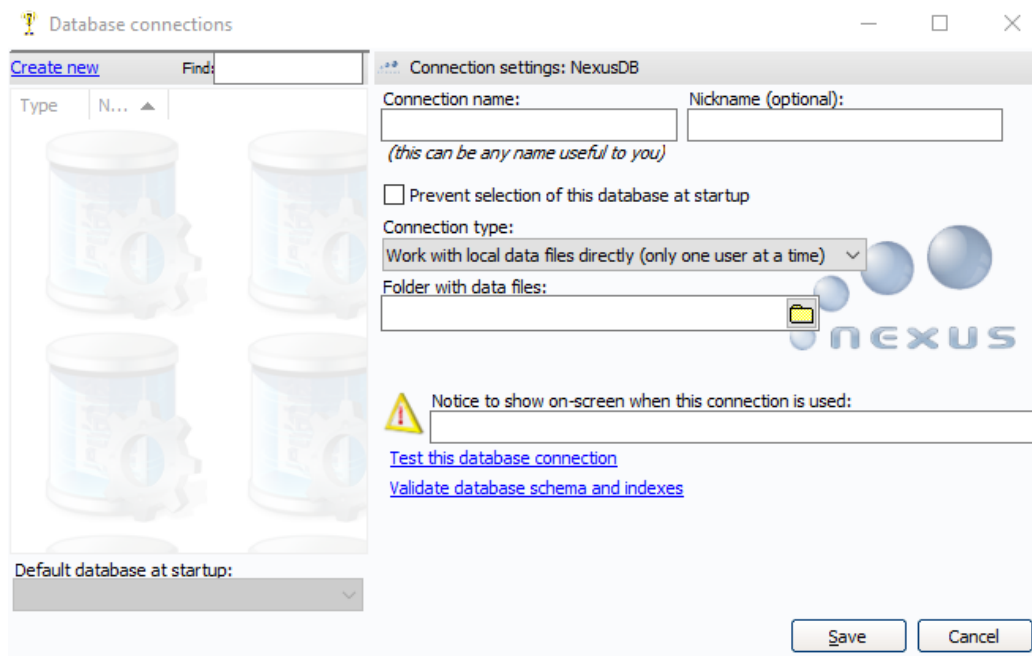 Database connections
Create new Find:
Type N...
Connection settings: NexusDB
Connection name: Nickname (optional):
(this can be any name useful to you)
Prevent selection of this database at startup
Connection type:
Work with local data files directly (only one user at a time)
Folder with data files:
nexus
Notice to show on-screen when this connection is used:
Test this database connection
Validate database schema and indexes
Default database at startup:
Save Cancel